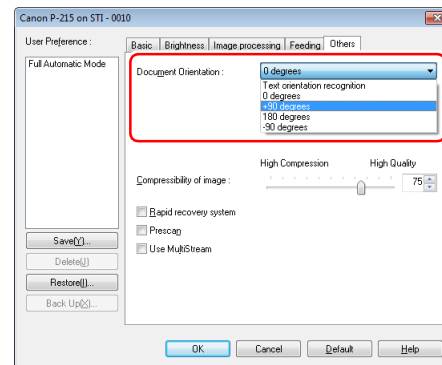 Canon P-215 on STI - 0010
User Preference :
Full Automatic Mode
Save(Y)...
Delete(J)
Restore(I)...
Back Up(X)...
Basic Brightness Image processing Feeding Others
Document Orientation : 0 degrees
Text orientation recognition
0 degrees
+90 degrees
180 degrees
-90 degrees
High Compression High Quality
Compressibility of image : 75
Rapid recovery system
Prescan
Use MultiStream
OK Cancel Default Help